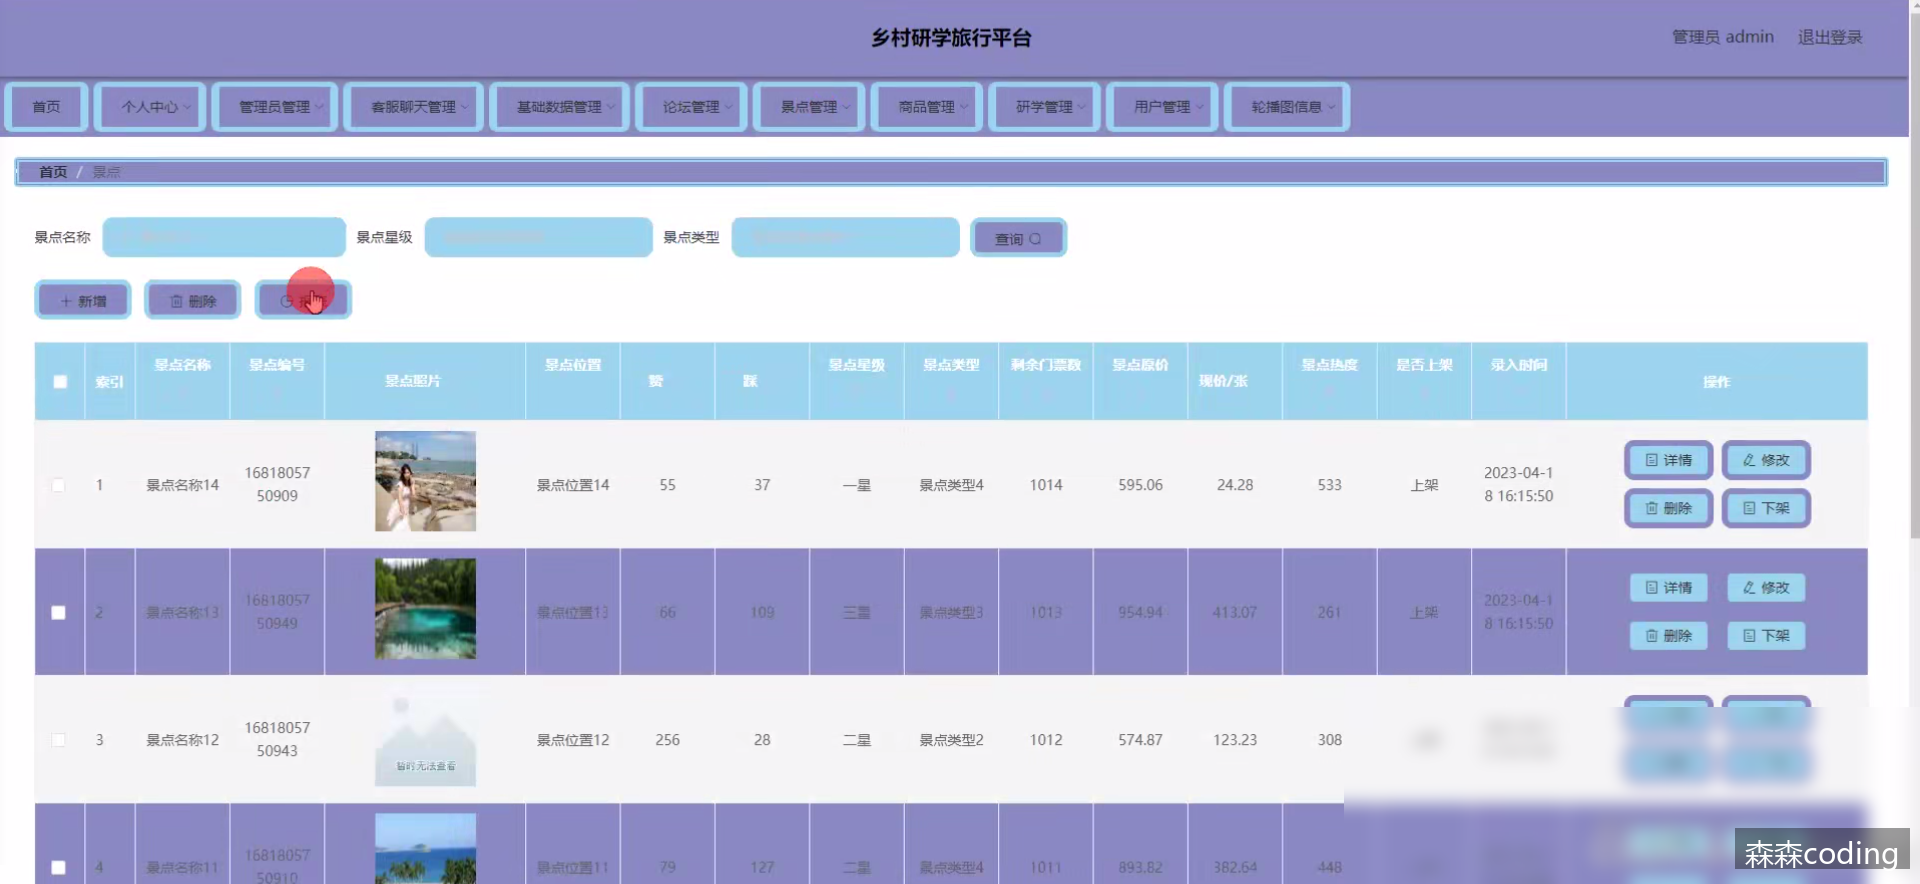 乡村研学旅行平台
管理员 admin 退出登录
首页 个人中心 管理员管理 客服聊天管理 基础数据管理 论坛管理 景点管理 商品管理 研学管理 用户管理 轮播图信息
首页 / 景点
景点名称 景点星级 景点类型 查询
新增 删除
索引 景点名称 景点编号 景点照片 景点位置 赞 踩 景点星级 景点类型 剩余门票数 景点原价 现价/张 景点热度 是否上架 录入时间 操作
1 景点名称14 16818057 景点位置14 55 37 一星 景点类型4 1014 595.06 24.28 533 上架 2023-04-1 详情 修改
50909 8 16:15:50 删除 下架
2 景点名称13 16818057 景点位置13 66 109 三星 景点类型3 1013 954.94 413.07 261 上架 2023-04-1 详情 修改
50949 8 16:15:50 删除 下架
3 景点名称12 16818057 景点位置12 256 28 二星 景点类型2 1012 574.87 123.23 308
50943 暂时无法查看
4 景点名称11 16818057 景点位置11 79 127 二星 景点类型4 1011 893.82 382.64 448
50910
森森coding